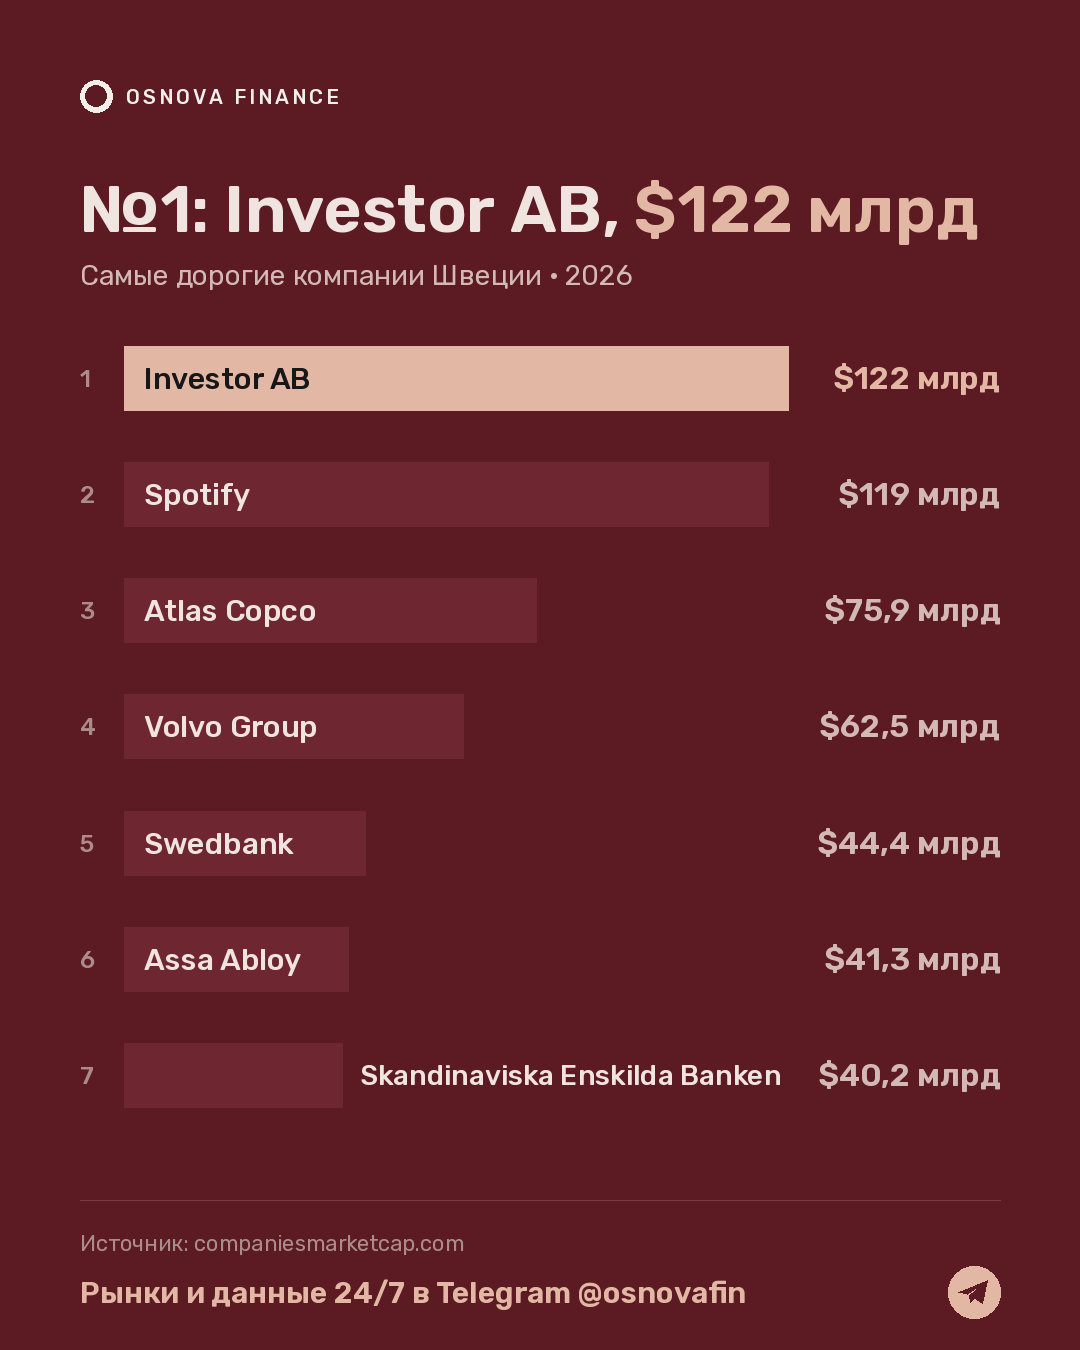 OSNOVA FINANCE
№1: Investor AB, $122 млрд
Самые дорогие компании Швеции • 2026
1 Investor AB $122 млрд
2 Spotify $119 млрд
3 Atlas Copco $75,9 млрд
4 Volvo Group $62,5 млрд
5 Swedbank $44,4 млрд
6 Assa Abloy $41,3 млрд
7 Skandinaviska Enskilda Banken $40,2 млрд
Источник: companiesmarketcap.com
Рынки и данные 24/7 в Telegram @osnovafin